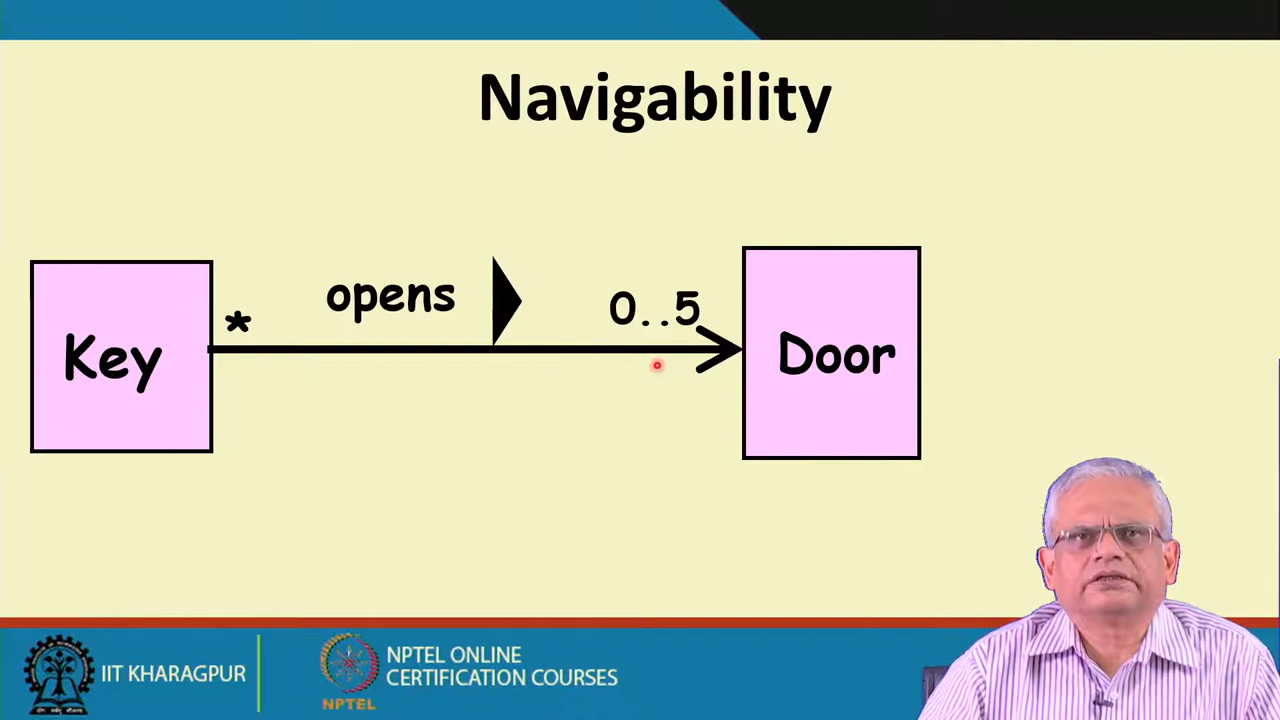 Navigability
opens
0..5
*
Key
Door
IIT KHARAGPUR
NPTEL
NPTEL ONLINE
CERTIFICATION COURSES